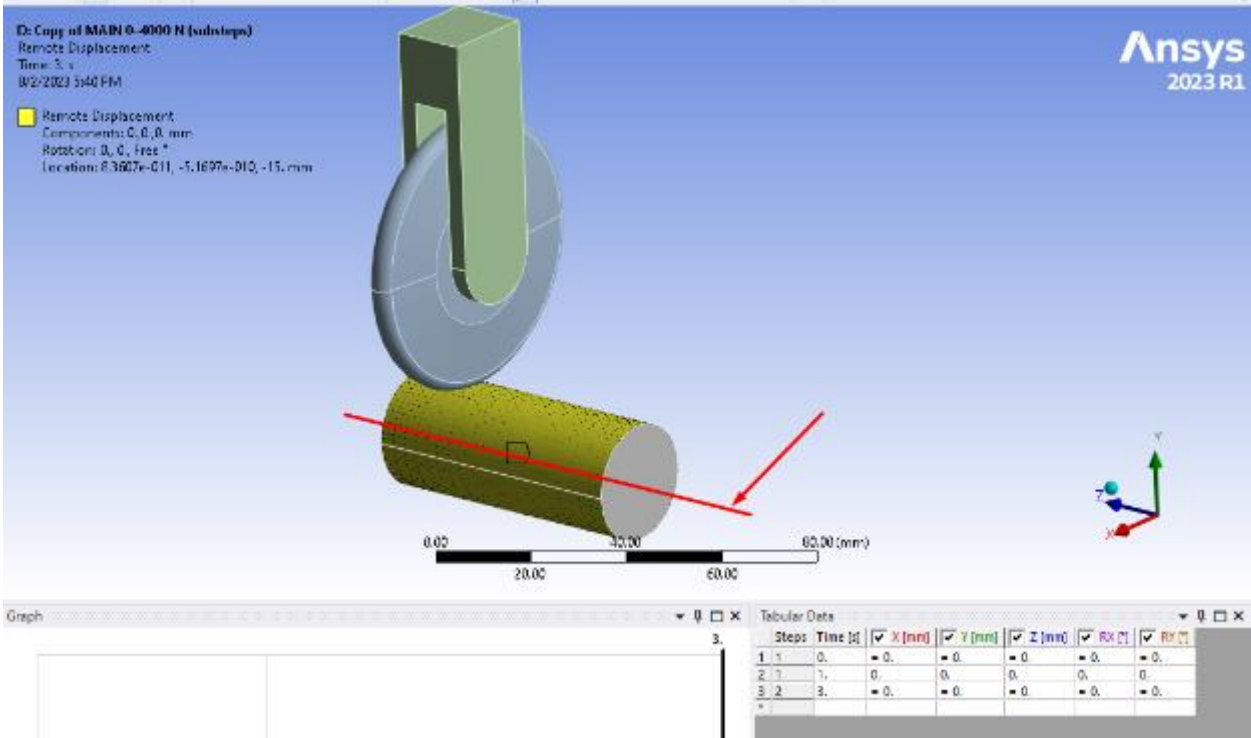 D: Copy of MAIN 0-4000 N (substeps)
Remote Displacement
Time: 3. s
8/2/2023 5:40 PM
Remote Displacement
Components: 0, 0, 0. mm
Rotation: 0., 0., Free °
Location: 8.3607e-011, -5.1697e-010, -15. mm
Ansys
2023 R1
D
Y
Z
X
0.00 40.00 80.00 (mm)
20.00 60.00
Graph
3.
Tabular Data
Steps Time [s] X [mm] Y [mm] Z [mm] RX [°] RY [°]
1 1 0. = 0. = 0. = 0. = 0. = 0.
2 1 1. 0. 0. 0. 0. 0.
3 2 3. = 0. = 0. = 0. = 0. = 0.
*